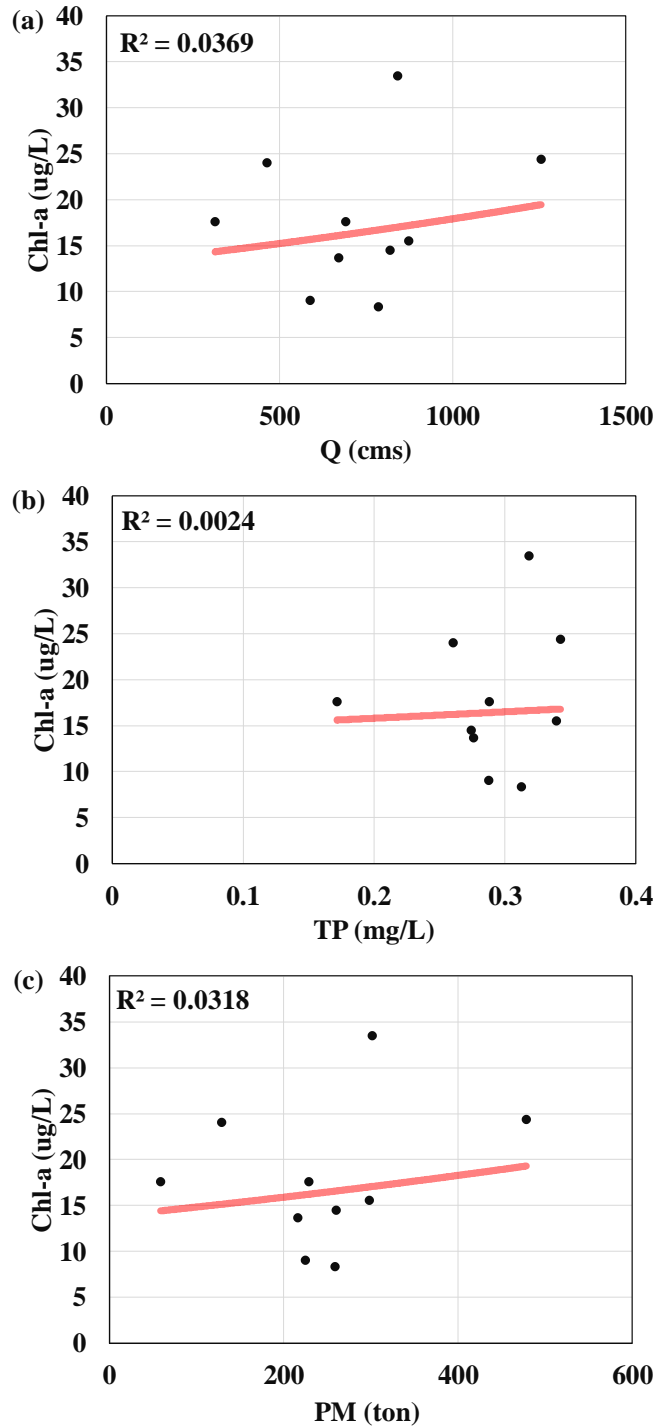 (a)
R² = 0.0369
40
35
30
25
20
15
10
5
0
Chl-a (ug/L)
0 500 1000 1500
Q (cms)
(b)
R² = 0.0024
40
35
30
25
20
15
10
5
0
Chl-a (ug/L)
0 0.1 0.2 0.3 0.4
TP (mg/L)
(c)
R² = 0.0318
40
35
30
25
20
15
10
5
0
Chl-a (ug/L)
0 200 400 600
PM (ton)